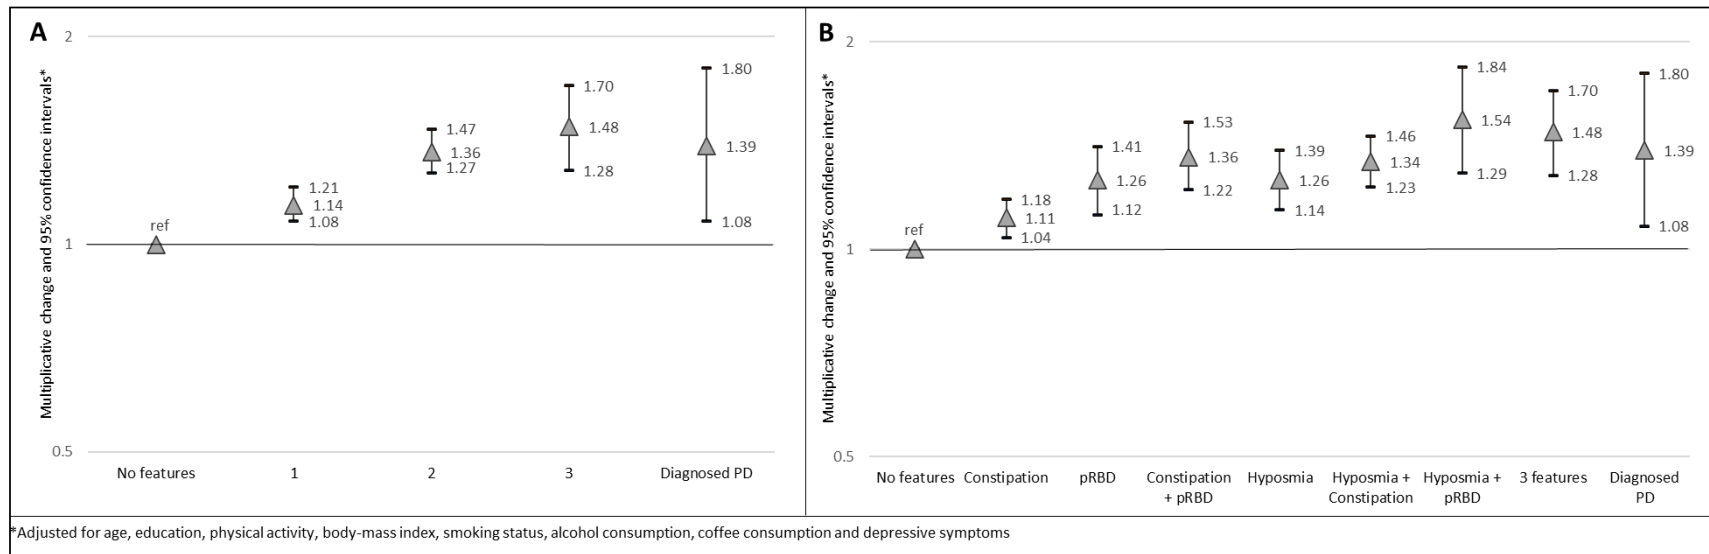 A
Multiplicative change and 95% confidence intervals*
2
1
0.5
ref
1.21
1.14
1.08
1.47
1.36
1.27
1.70
1.48
1.28
1.80
1.39
1.08
No features
1
2
3
Diagnosed PD
B
Multiplicative change and 95% confidence intervals*
2
1
0.5
ref
1.18
1.11
1.04
1.41
1.26
1.12
1.53
1.36
1.22
1.39
1.26
1.14
1.46
1.34
1.23
1.84
1.54
1.29
1.70
1.48
1.28
1.80
1.39
1.08
No features
Constipation
pRBD
Constipation
+ pRBD
Hyposmia
Hyposmia +
Constipation
Hyposmia +
pRBD
3 features
Diagnosed
PD
*Adjusted for age, education, physical activity, body-mass index, smoking status, alcohol consumption, coffee consumption and depressive symptoms